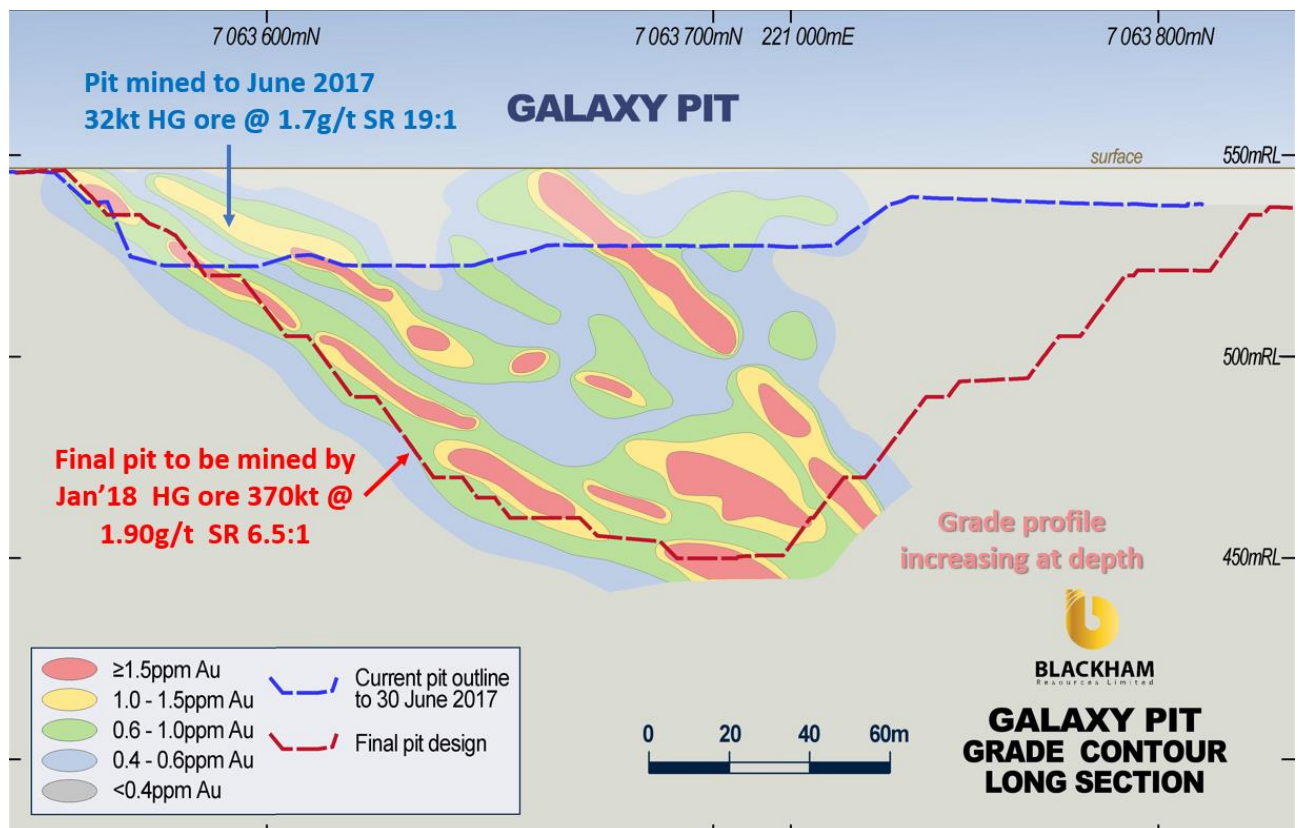 7 063 600mN
7 063 700mN 221 000mE
7 063 800mN
Pit mined to June 2017
32kt HG ore @ 1.7g/t SR 19:1
GALAXY PIT
surface
550mRL
500mRL
Final pit to be mined by
Jan'18 HG ore 370kt @
1.90g/t SR 6.5:1
Grade profile
increasing at depth
450mRL
≥1.5ppm Au
1.0 - 1.5ppm Au
0.6 - 1.0ppm Au
0.4 - 0.6ppm Au
<0.4ppm Au
Current pit outline
to 30 June 2017
Final pit design
0 20 40 60m
BLACKHAM
Resources Limited
GALAXY PIT
GRADE CONTOUR
LONG SECTION